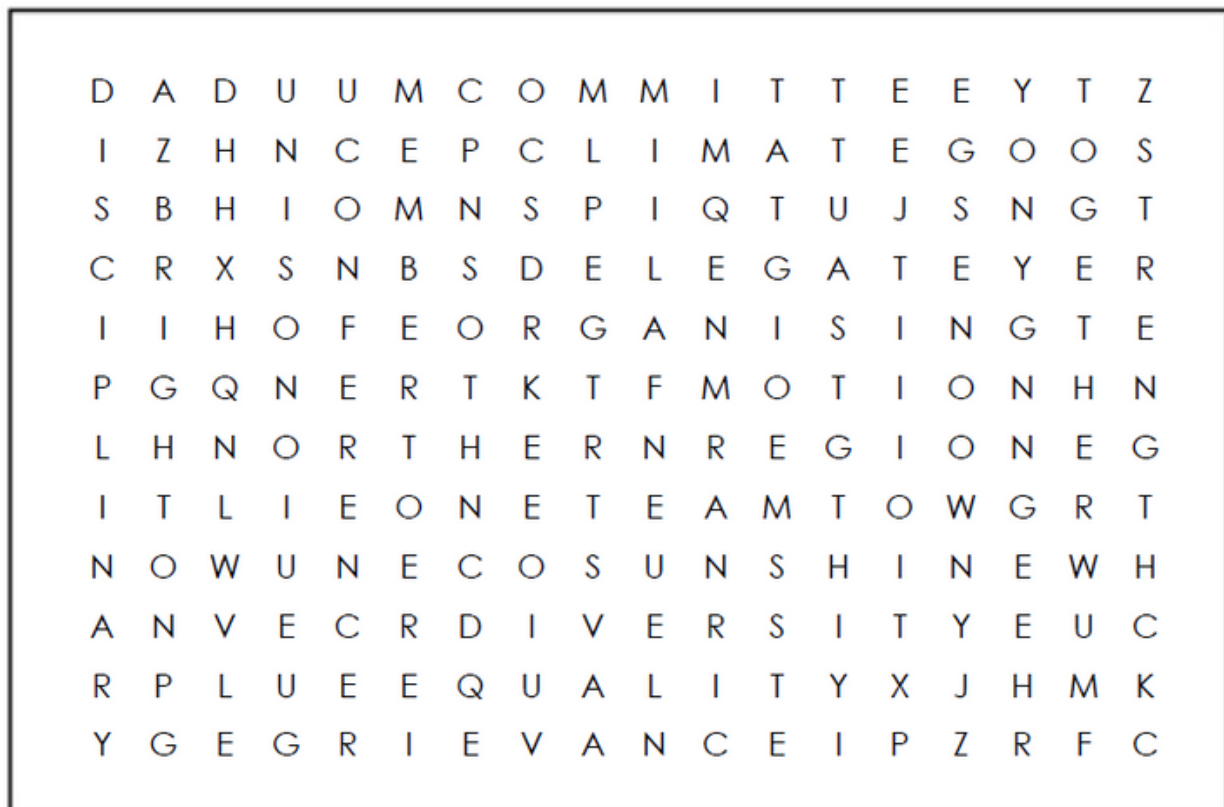 D A D U U M C O M M I T T E E Y T Z
I Z H N C E P C L I M A T E G O O S
S B H I O M N S P I Q T U J S N G T
C R X S N B S D E L E G A T E Y E R
I I H O F E O R G A N I S I N G T E
P G Q N E R T K T F M O T I O N H N
L H N O R T H E R N R E G I O N E G
I T L I E O N E T E A M T O W G R T
N O W U N E C O S U N S H I N E W H
A N V E C R D I V E R S I T Y E U C
R P L U E E Q U A L I T Y X J H M K
Y G E G R I E V A N C E I P Z R F C